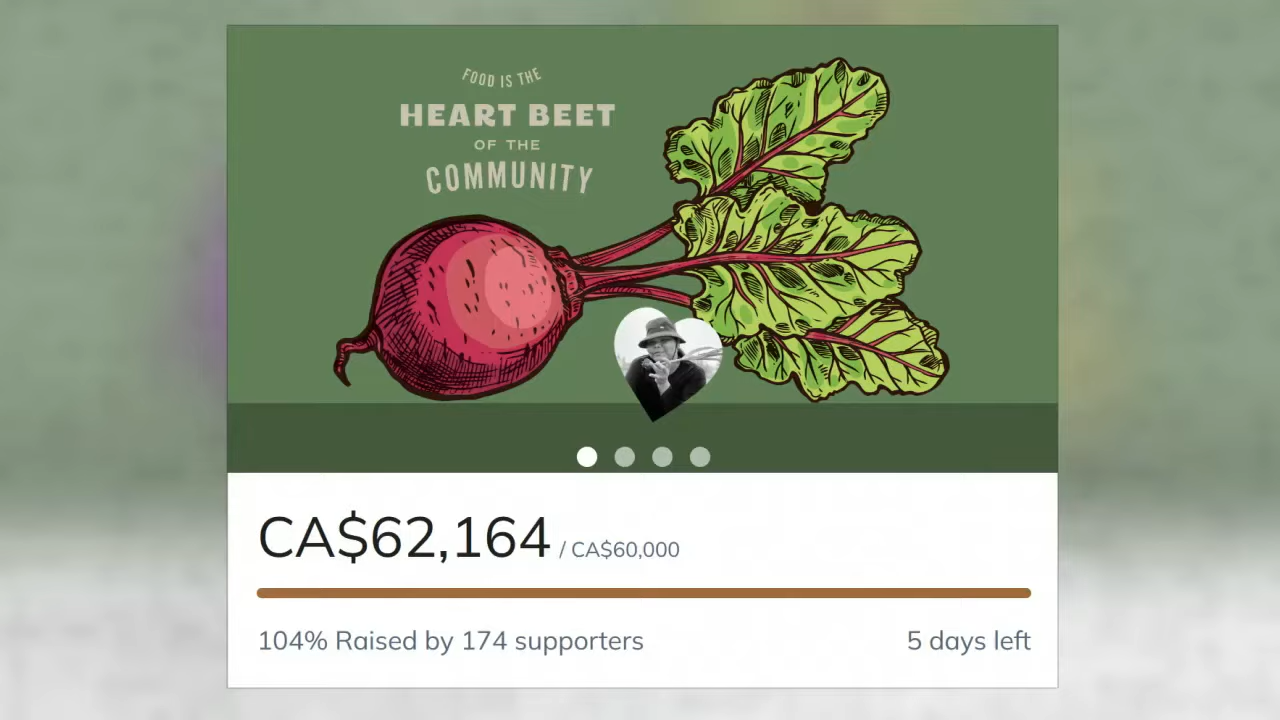 FOOD IS THE
HEART BEET
OF THE
COMMUNITY
CA$62,164 / CA$60,000
104% Raised by 174 supporters
5 days left